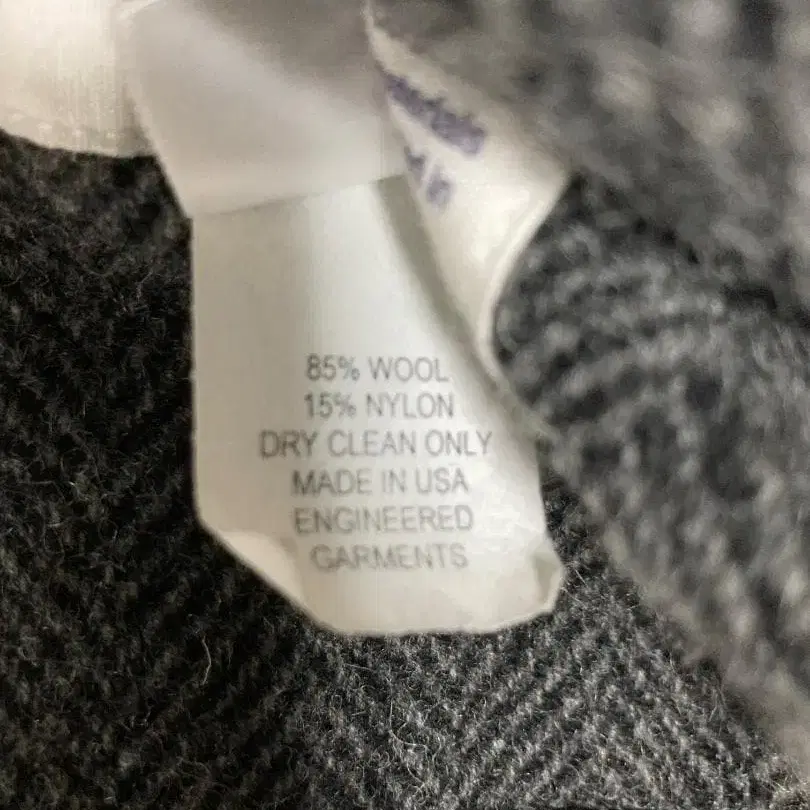 85% WOOL
15% NYLON
DRY CLEAN ONLY
MADE IN USA
ENGINEERED
GARMENTS